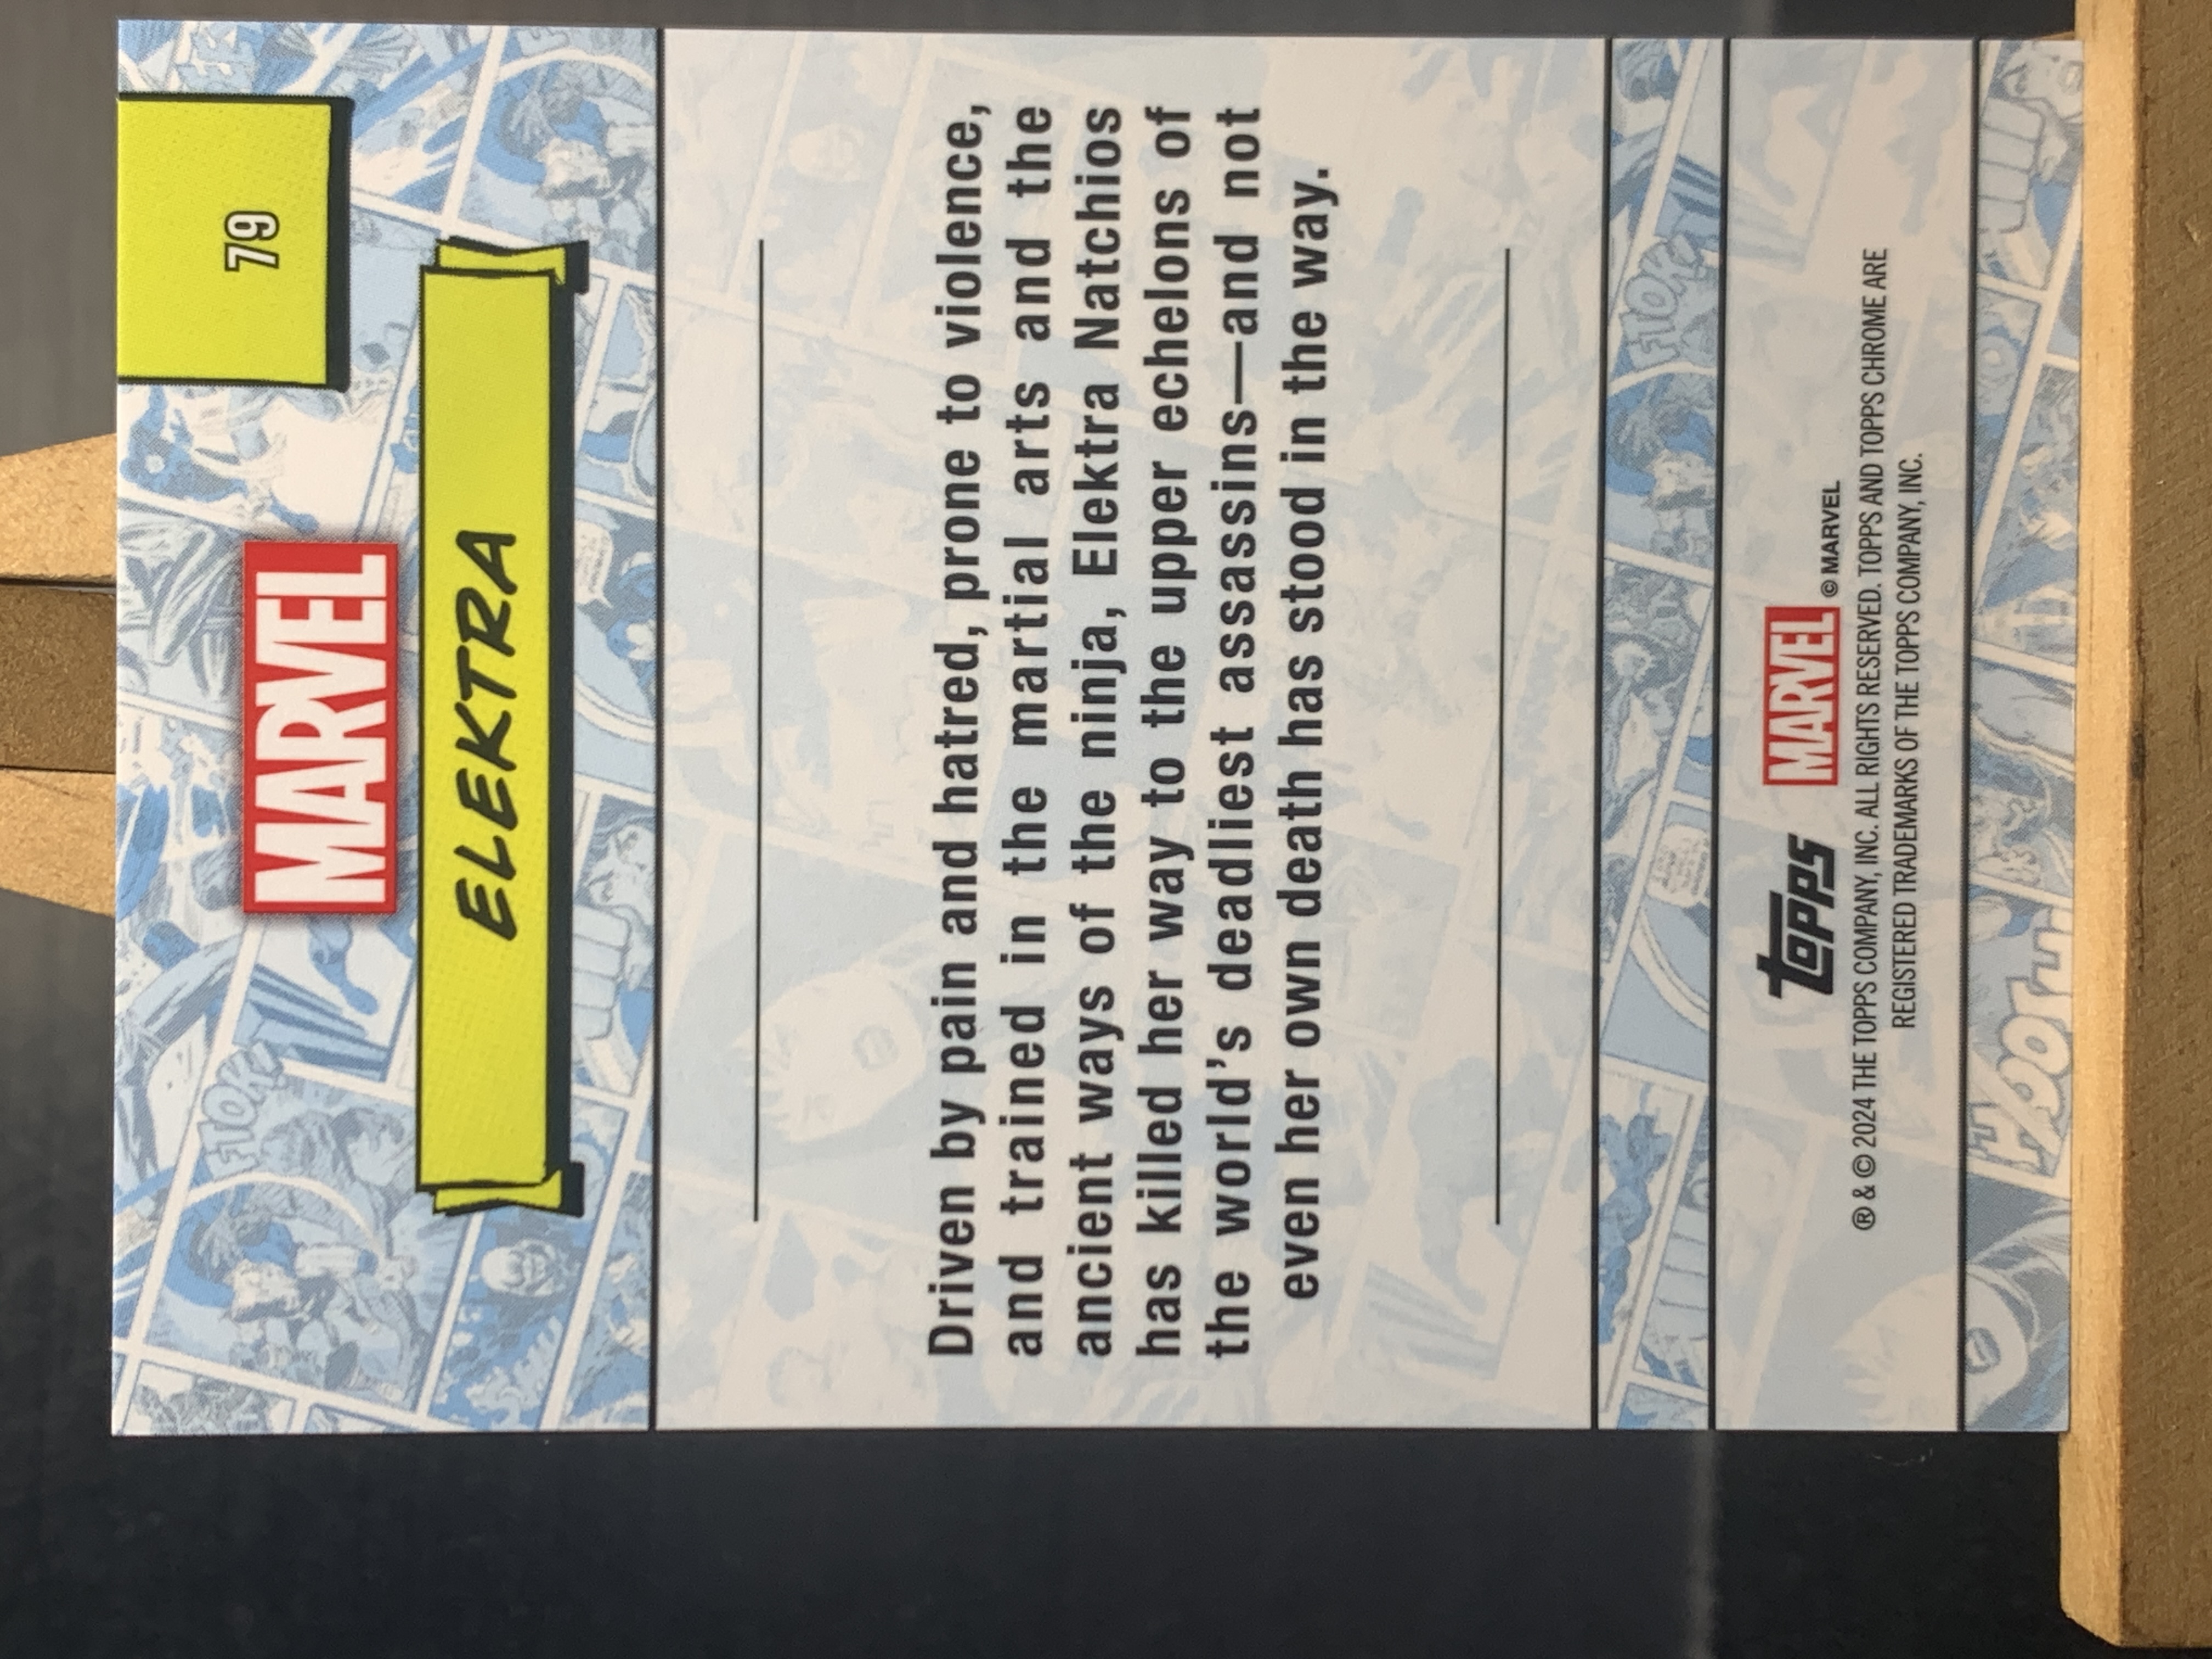 79
MARVEL
ELEKTRA
Driven by pain and hatred, prone to violence,
and trained in the martial arts and the
ancient ways of the ninja, Elektra Natchios
has killed her way to the upper echelons of
the world's deadliest assassins—and not
even her own death has stood in the way.
FTOK!
FTOK!
topps MARVEL © MARVEL
® & © 2024 THE TOPPS COMPANY, INC. ALL RIGHTS RESERVED. TOPPS AND TOPPS CHROME ARE
REGISTERED TRADEMARKS OF THE TOPPS COMPANY, INC.